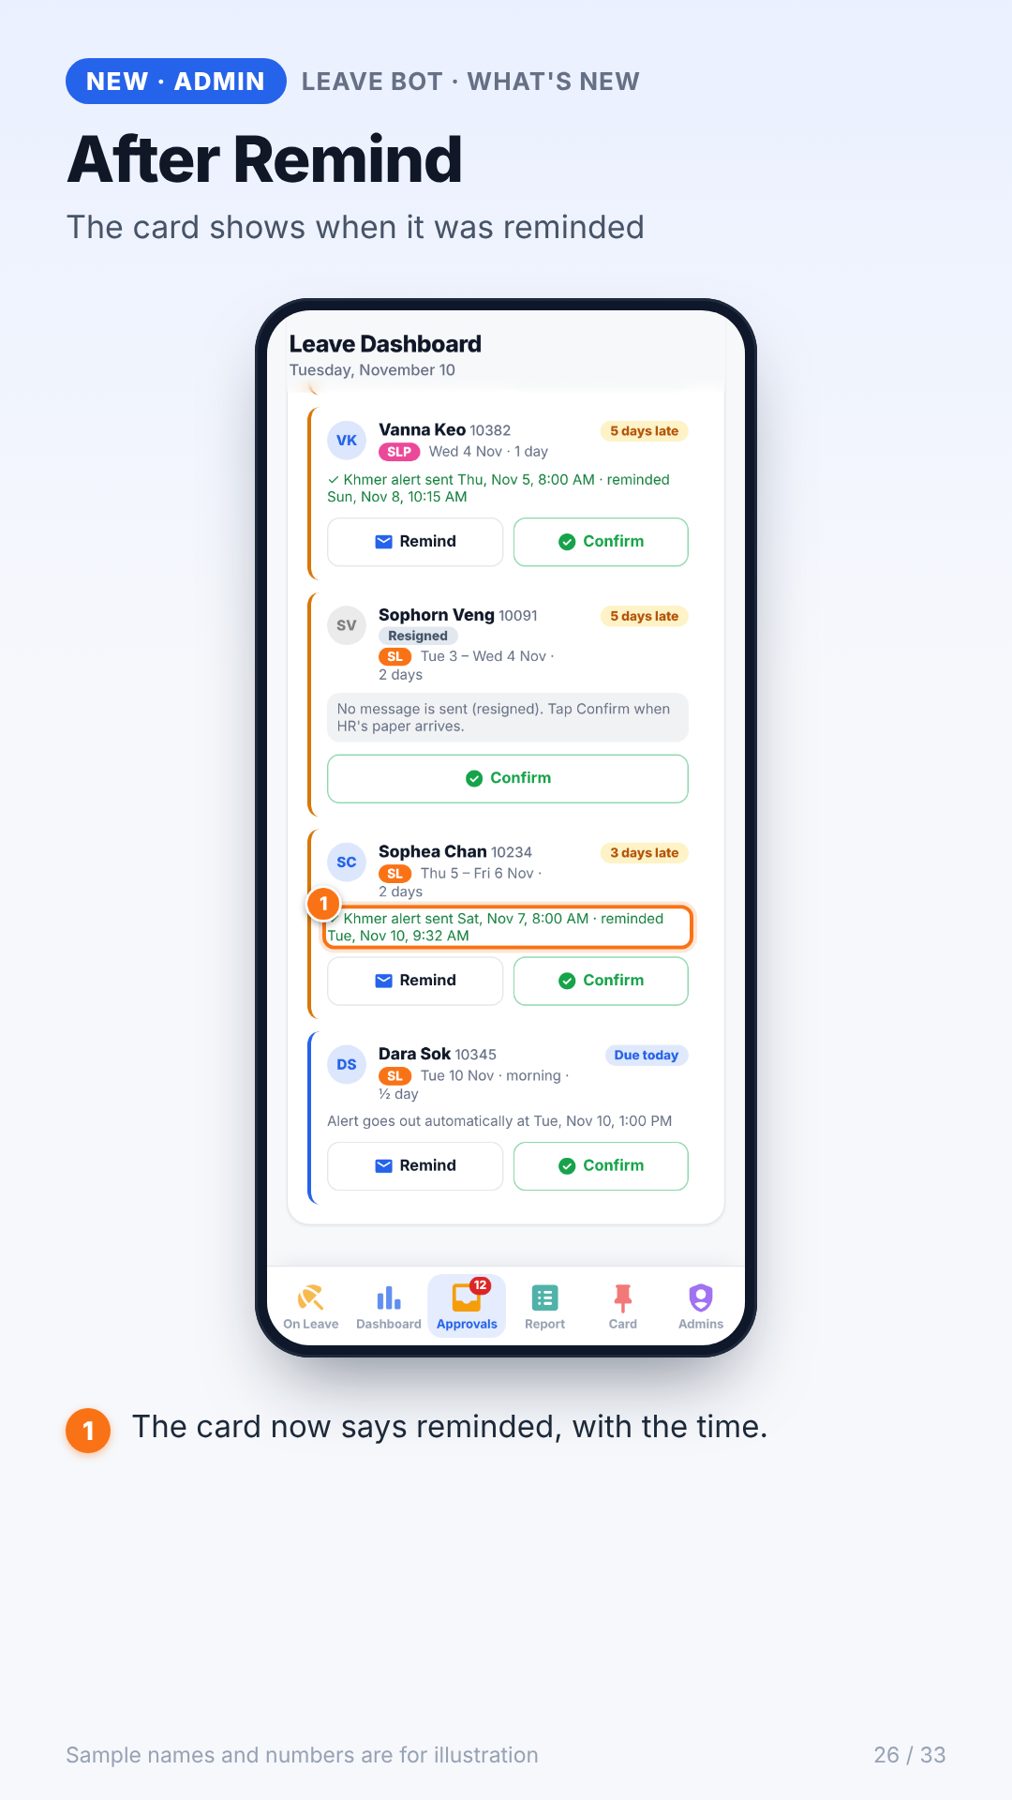 NEW · ADMIN LEAVE BOT · WHAT'S NEW
After Remind
The card shows when it was reminded
Leave Dashboard
Tuesday, November 10
VK
Vanna Keo 10382
5 days late
SLP Wed 4 Nov · 1 day
✓ Khmer alert sent Thu, Nov 5, 8:00 AM · reminded
Sun, Nov 8, 10:15 AM
Remind
Confirm
SV
Sophorn Veng 10091
5 days late
Resigned
SL Tue 3 – Wed 4 Nov ·
2 days
No message is sent (resigned). Tap Confirm when
HR's paper arrives.
Confirm
SC
Sophea Chan 10234
3 days late
SL Thu 5 – Fri 6 Nov ·
2 days
1
Khmer alert sent Sat, Nov 7, 8:00 AM · reminded
Tue, Nov 10, 9:32 AM
Remind
Confirm
DS
Dara Sok 10345
Due today
SL Tue 10 Nov · morning ·
½ day
Alert goes out automatically at Tue, Nov 10, 1:00 PM
Remind
Confirm
12
On Leave Dashboard Approvals Report Card Admins
1 The card now says reminded, with the time.
Sample names and numbers are for illustration
26 / 33